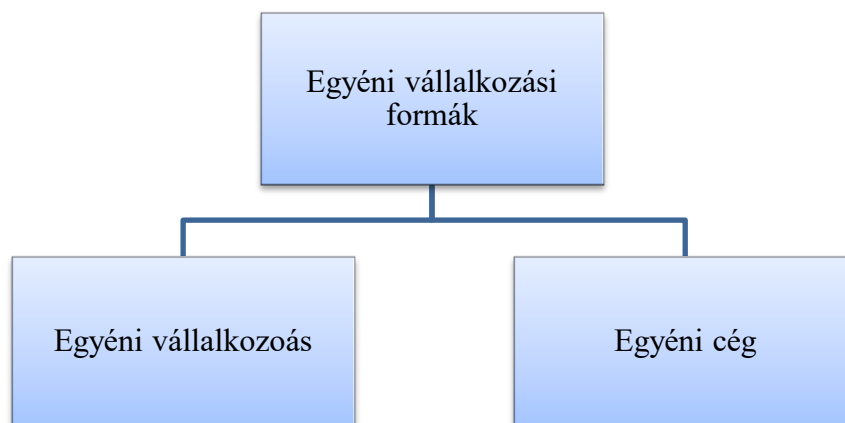 Egyéni vállalkozási
formák
Egyéni vállalkozoás
Egyéni cég